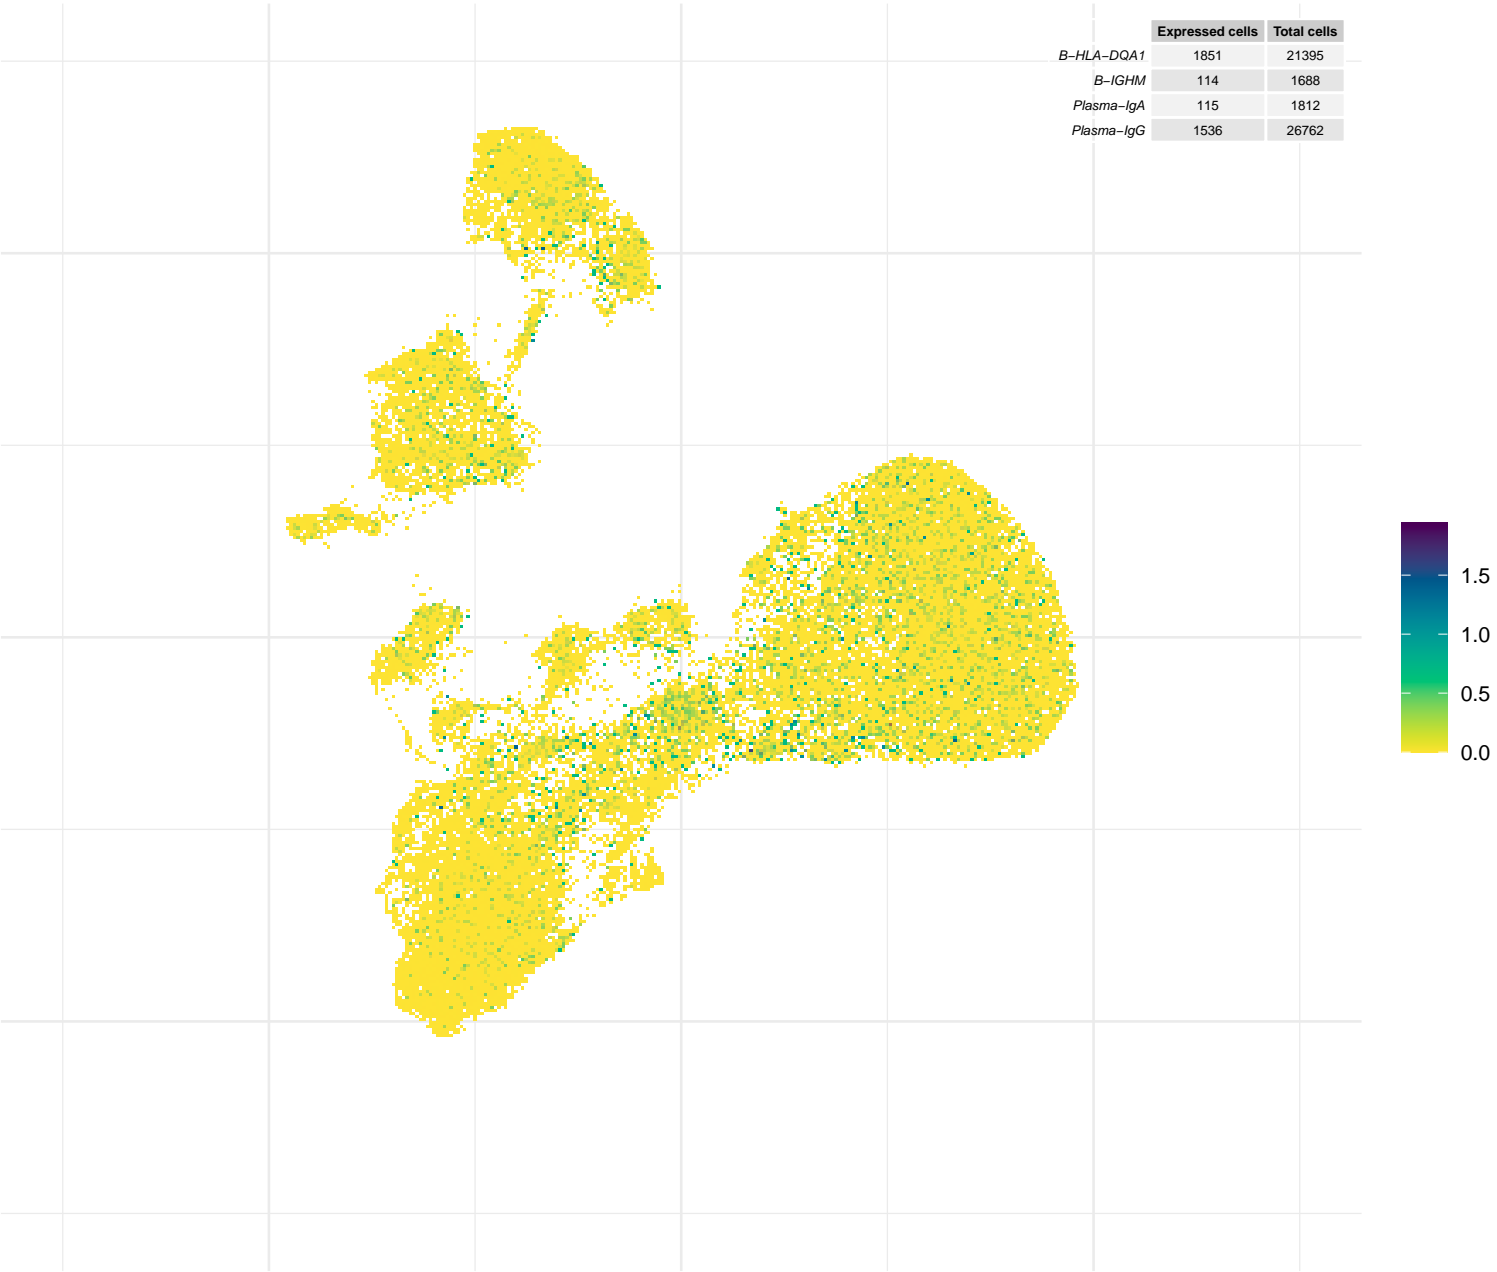 Expressed cells Total cells
B−HLA−DQA1 1851 21395
B−IGHM 114 1688
Plasma−IgA 115 1812
Plasma−IgG 1536 26762
1.5
1.0
0.5
0.0